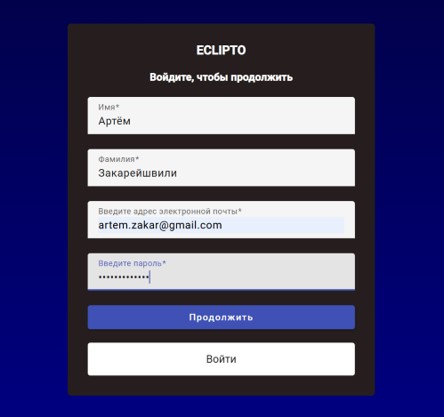 ECLIPTO
Войдите, чтобы продолжить
Имя*
Артём
Фамилия*
Закарейшвили
Введите адрес электронной почты*
artem.zakar@gmail.com
Введите пароль*
•••••••••••••
Продолжить
Войти